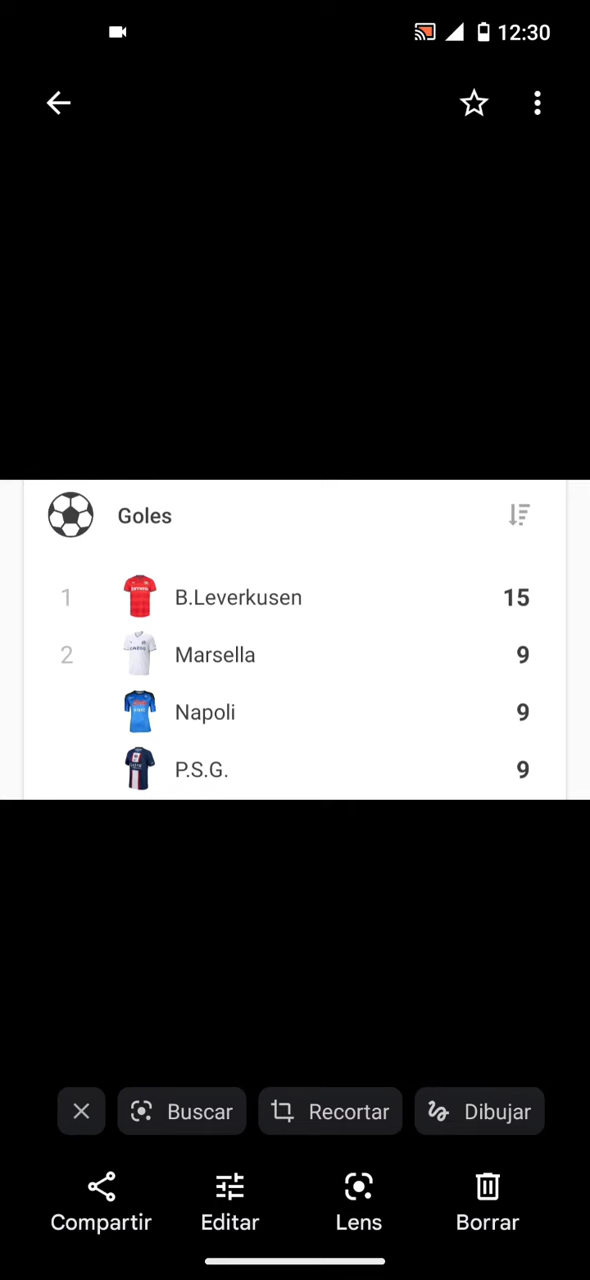 12:30
Goles
1 B.Leverkusen 15
2 Marsella 9
Napoli 9
P.S.G. 9
Buscar Recortar Dibujar
Compartir Editar Lens Borrar